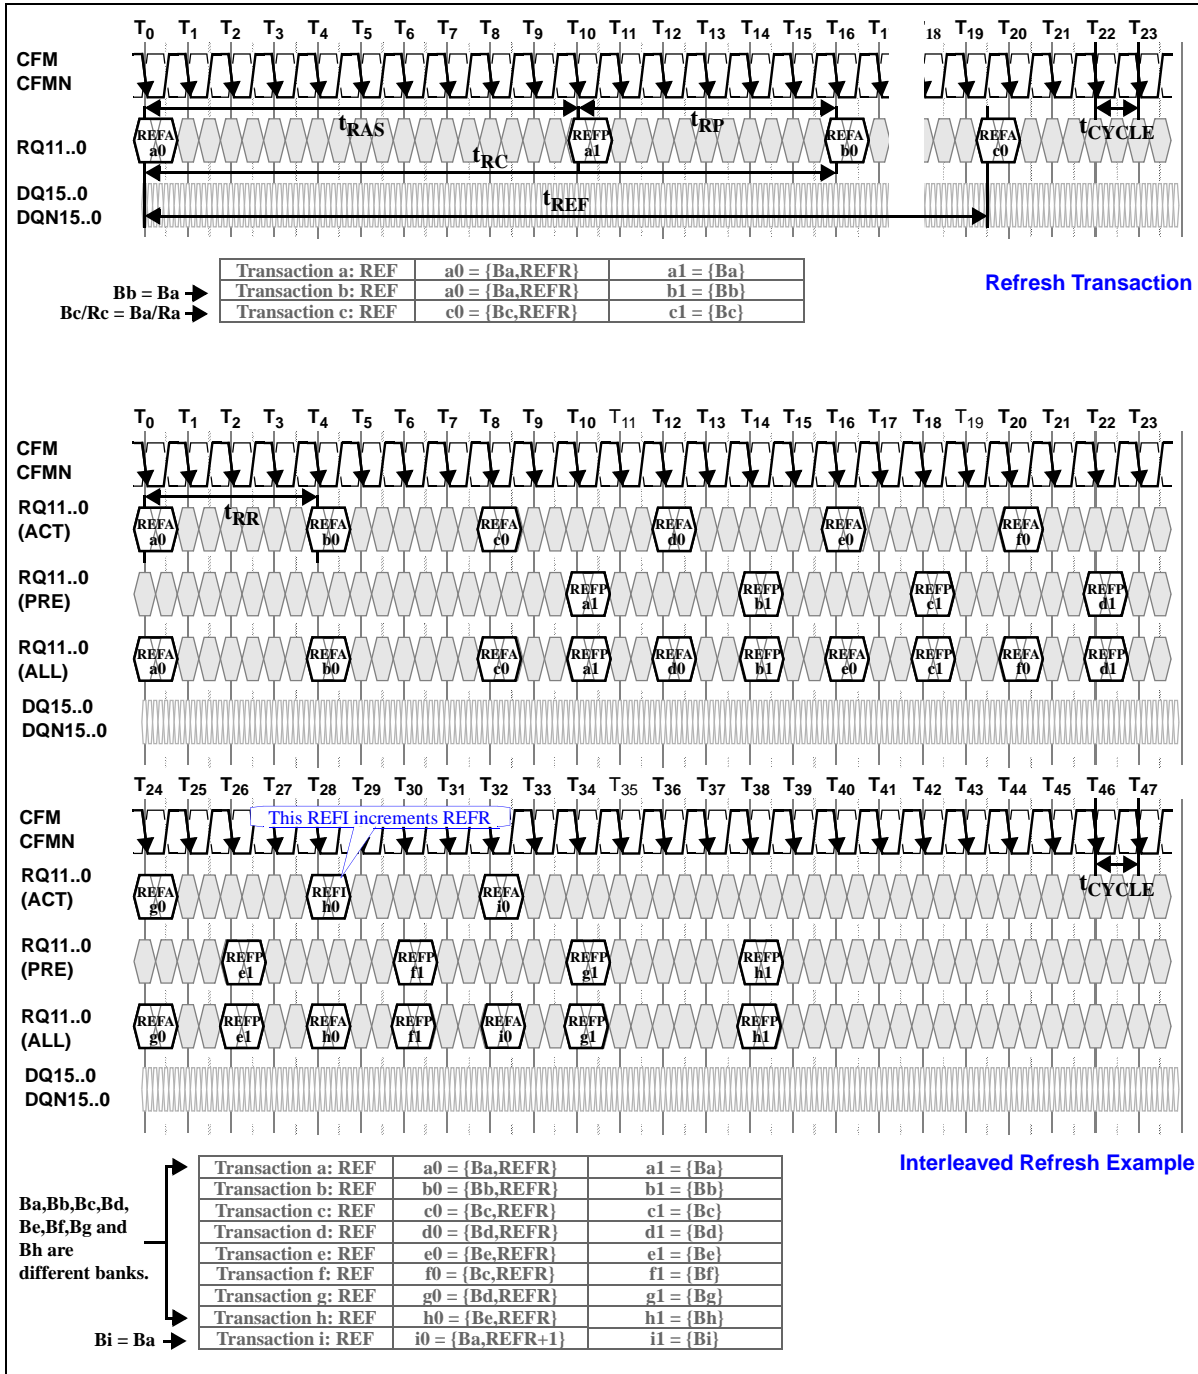 T0 T1 T2 T3 T4 T5 T6 T7 T8 T9 T10 T11 T12 T13 T14 T15 T16 T1 18 T19 T20 T21 T22 T23
CFM
CFMN
tRAS tRP tCYCLE
RQ11..0
REFA a0 REFP a1 REFA b0 REFA c0
tRC
DQ15..0
DQN15..0
tREF
Transaction a: REF a0 = {Ba,REFR} a1 = {Ba}
Bb = Ba Transaction b: REF a0 = {Ba,REFR} b1 = {Bb}
Bc/Rc = Ba/Ra Transaction c: REF c0 = {Bc,REFR} c1 = {Bc}
Refresh Transaction
T0 T1 T2 T3 T4 T5 T6 T7 T8 T9 T10 T11 T12 T13 T14 T15 T16 T17 T18 T19 T20 T21 T22 T23
CFM
CFMN
tRR
RQ11..0
(ACT)
REFA a0 REFA b0 REFA c0 REFA d0 REFA e0 REFA f0
RQ11..0
(PRE)
REFP a1 REFP b1 REFP c1 REFP d1
RQ11..0
(ALL)
REFA a0 REFA b0 REFA c0 REFP a1 REFA d0 REFP b1 REFA e0 REFP c1 REFA f0 REFP d1
DQ15..0
DQN15..0
T24 T25 T26 T27 T28 T29 T30 T31 T32 T33 T34 T35 T36 T37 T38 T39 T40 T41 T42 T43 T44 T45 T46 T47
CFM
CFMN
This REFI increments REFR
tCYCLE
RQ11..0
(ACT)
REFA g0 REFI h0 REFA i0
RQ11..0
(PRE)
REFP e1 REFP f1 REFP g1 REFP h1
RQ11..0
(ALL)
REFA g0 REFP e1 REFA h0 REFP f1 REFA i0 REFP g1 REFP h1
DQ15..0
DQN15..0
Interleaved Refresh Example
Ba,Bb,Bc,Bd,
Be,Bf,Bg and
Bh are
different banks.
Transaction a: REF a0 = {Ba,REFR} a1 = {Ba}
Transaction b: REF b0 = {Bb,REFR} b1 = {Bb}
Transaction c: REF c0 = {Bc,REFR} c1 = {Bc}
Transaction d: REF d0 = {Bd,REFR} d1 = {Bd}
Transaction e: REF e0 = {Be,REFR} e1 = {Be}
Transaction f: REF f0 = {Bc,REFR} f1 = {Bf}
Transaction g: REF g0 = {Bd,REFR} g1 = {Bg}
Transaction h: REF h0 = {Be,REFR} h1 = {Bh}
Bi = Ba Transaction i: REF i0 = {Ba,REFR+1} i1 = {Bi}